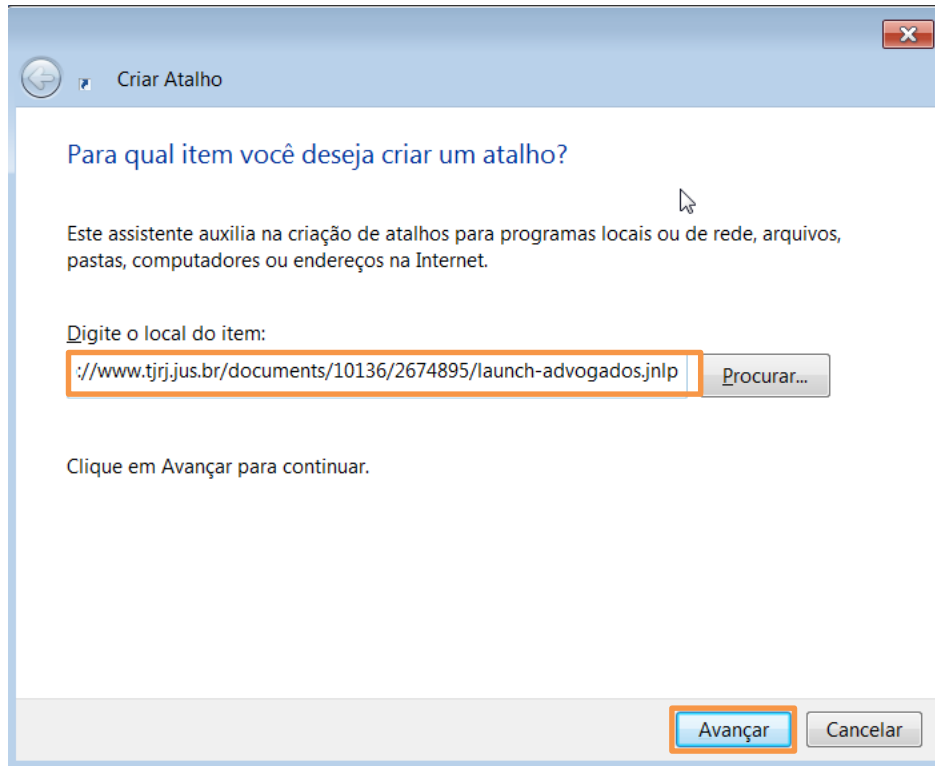 Criar Atalho
Para qual item você deseja criar um atalho?
Este assistente auxilia na criação de atalhos para programas locais ou de rede, arquivos,
pastas, computadores ou endereços na Internet.
Digite o local do item:
://www.tjrj.jus.br/documents/10136/2674895/launch-advogados.jnlp
Procurar...
Clique em Avançar para continuar.
Avançar
Cancelar